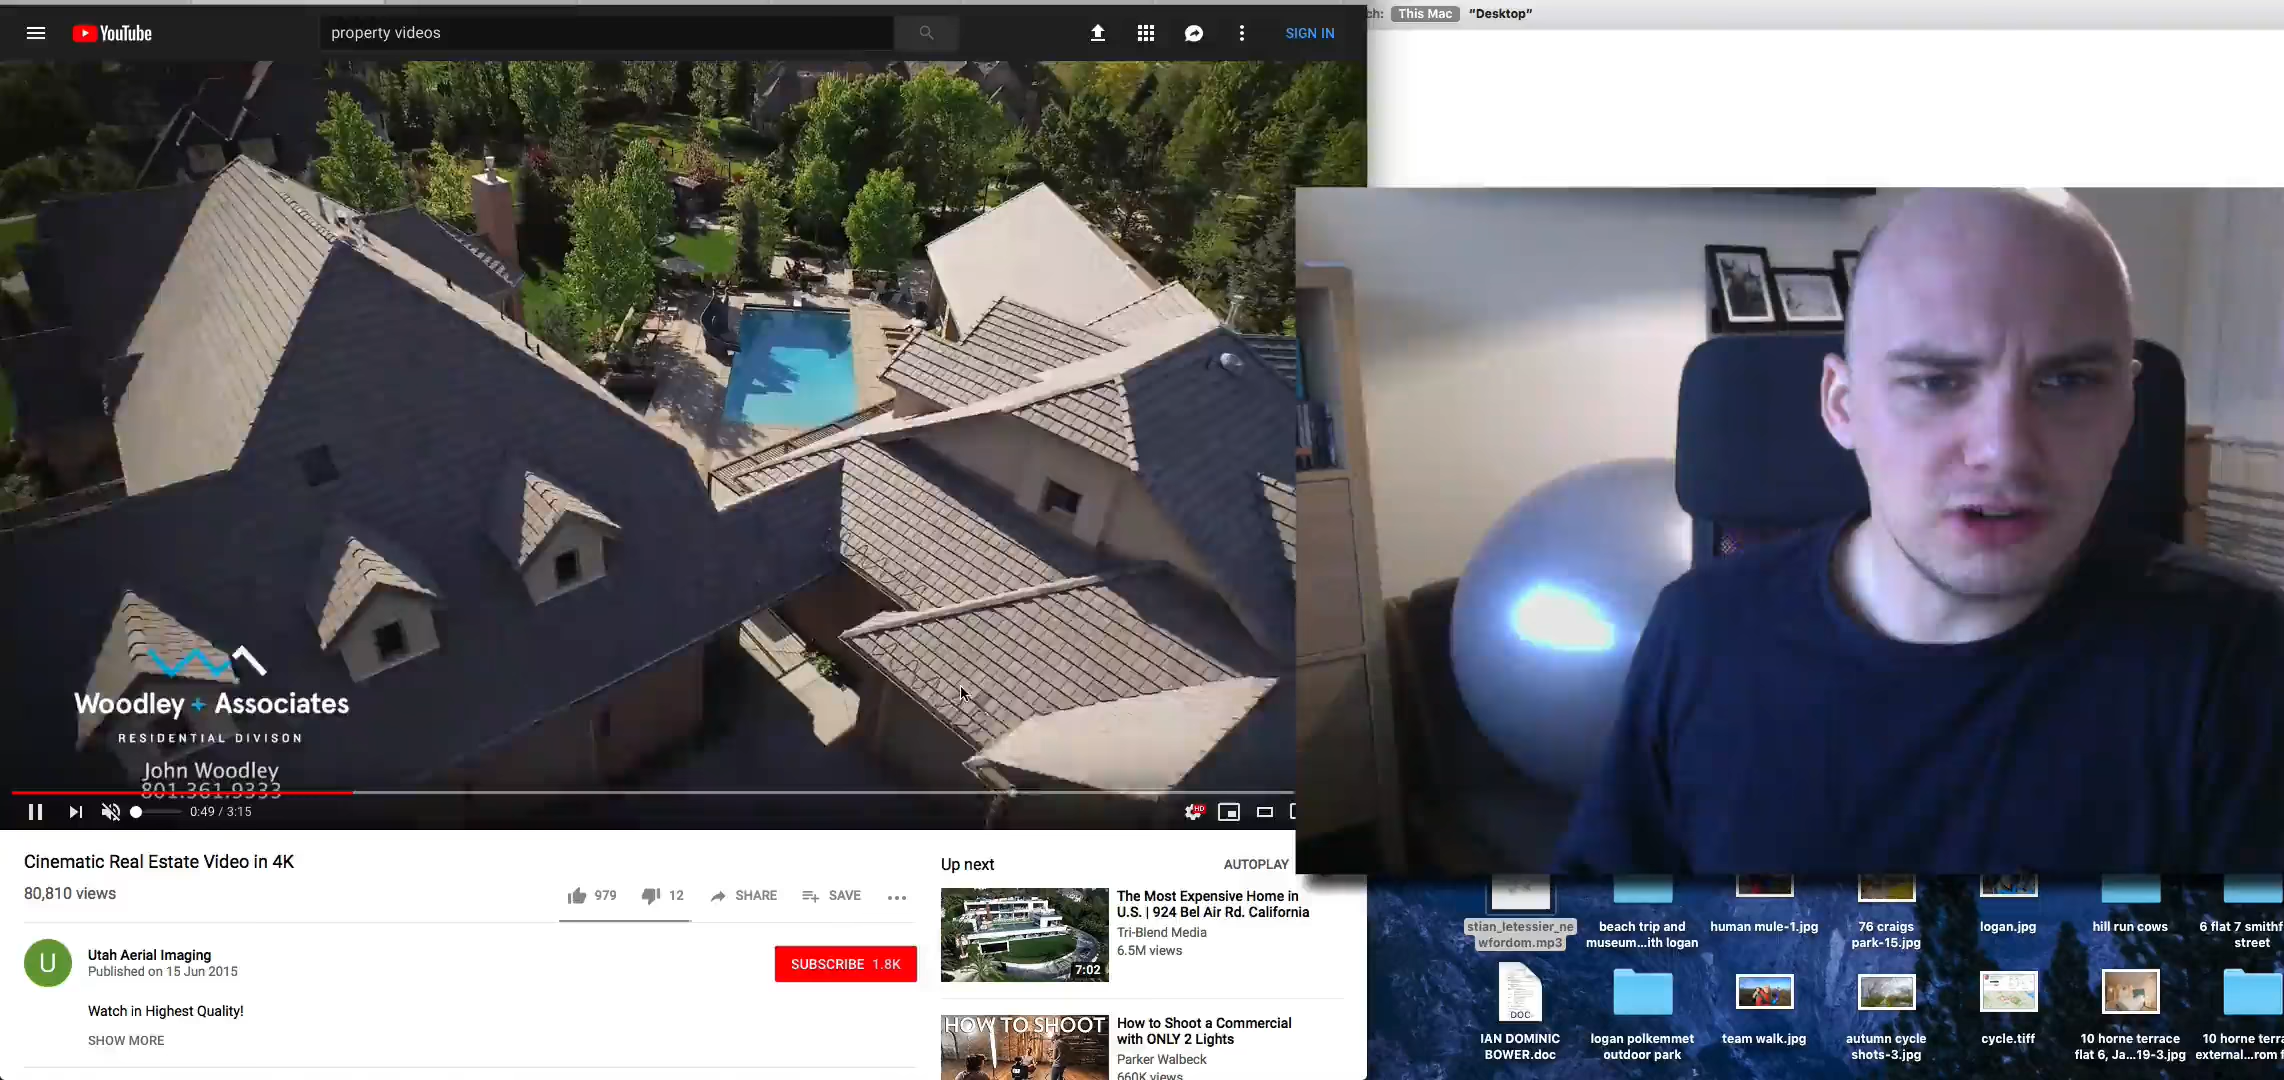 ch: This Mac "Desktop"
YouTube
property videos
SIGN IN
Woodley + Associates
RESIDENTIAL DIVISON
John Woodley
801.361.9333
0:49 / 3:15
HD
Cinematic Real Estate Video in 4K
80,810 views
979
12
SHARE
SAVE
U
Utah Aerial Imaging
Published on 15 Jun 2015
SUBSCRIBE 1.8K
Watch in Highest Quality!
SHOW MORE
Up next
AUTOPLAY
7:02
The Most Expensive Home in
U.S. | 924 Bel Air Rd. California
Tri-Blend Media
6.5M views
HOW TO SHOOT
How to Shoot a Commercial
with ONLY 2 Lights
Parker Walbeck
660K views
stian_letessier_ne
wfordom.mp3
beach trip and
museum...ith logan
human mule-1.jpg
76 craigs
park-15.jpg
logan.jpg
hill run cows
6 flat 7 smithf
street
DOC
IAN DOMINIC
BOWER.doc
logan polkemmet
outdoor park
team walk.jpg
autumn cycle
shots-3.jpg
cycle.tiff
10 horne terrace
flat 6, Ja...19-3.jpg
10 horne terra
external...rom f